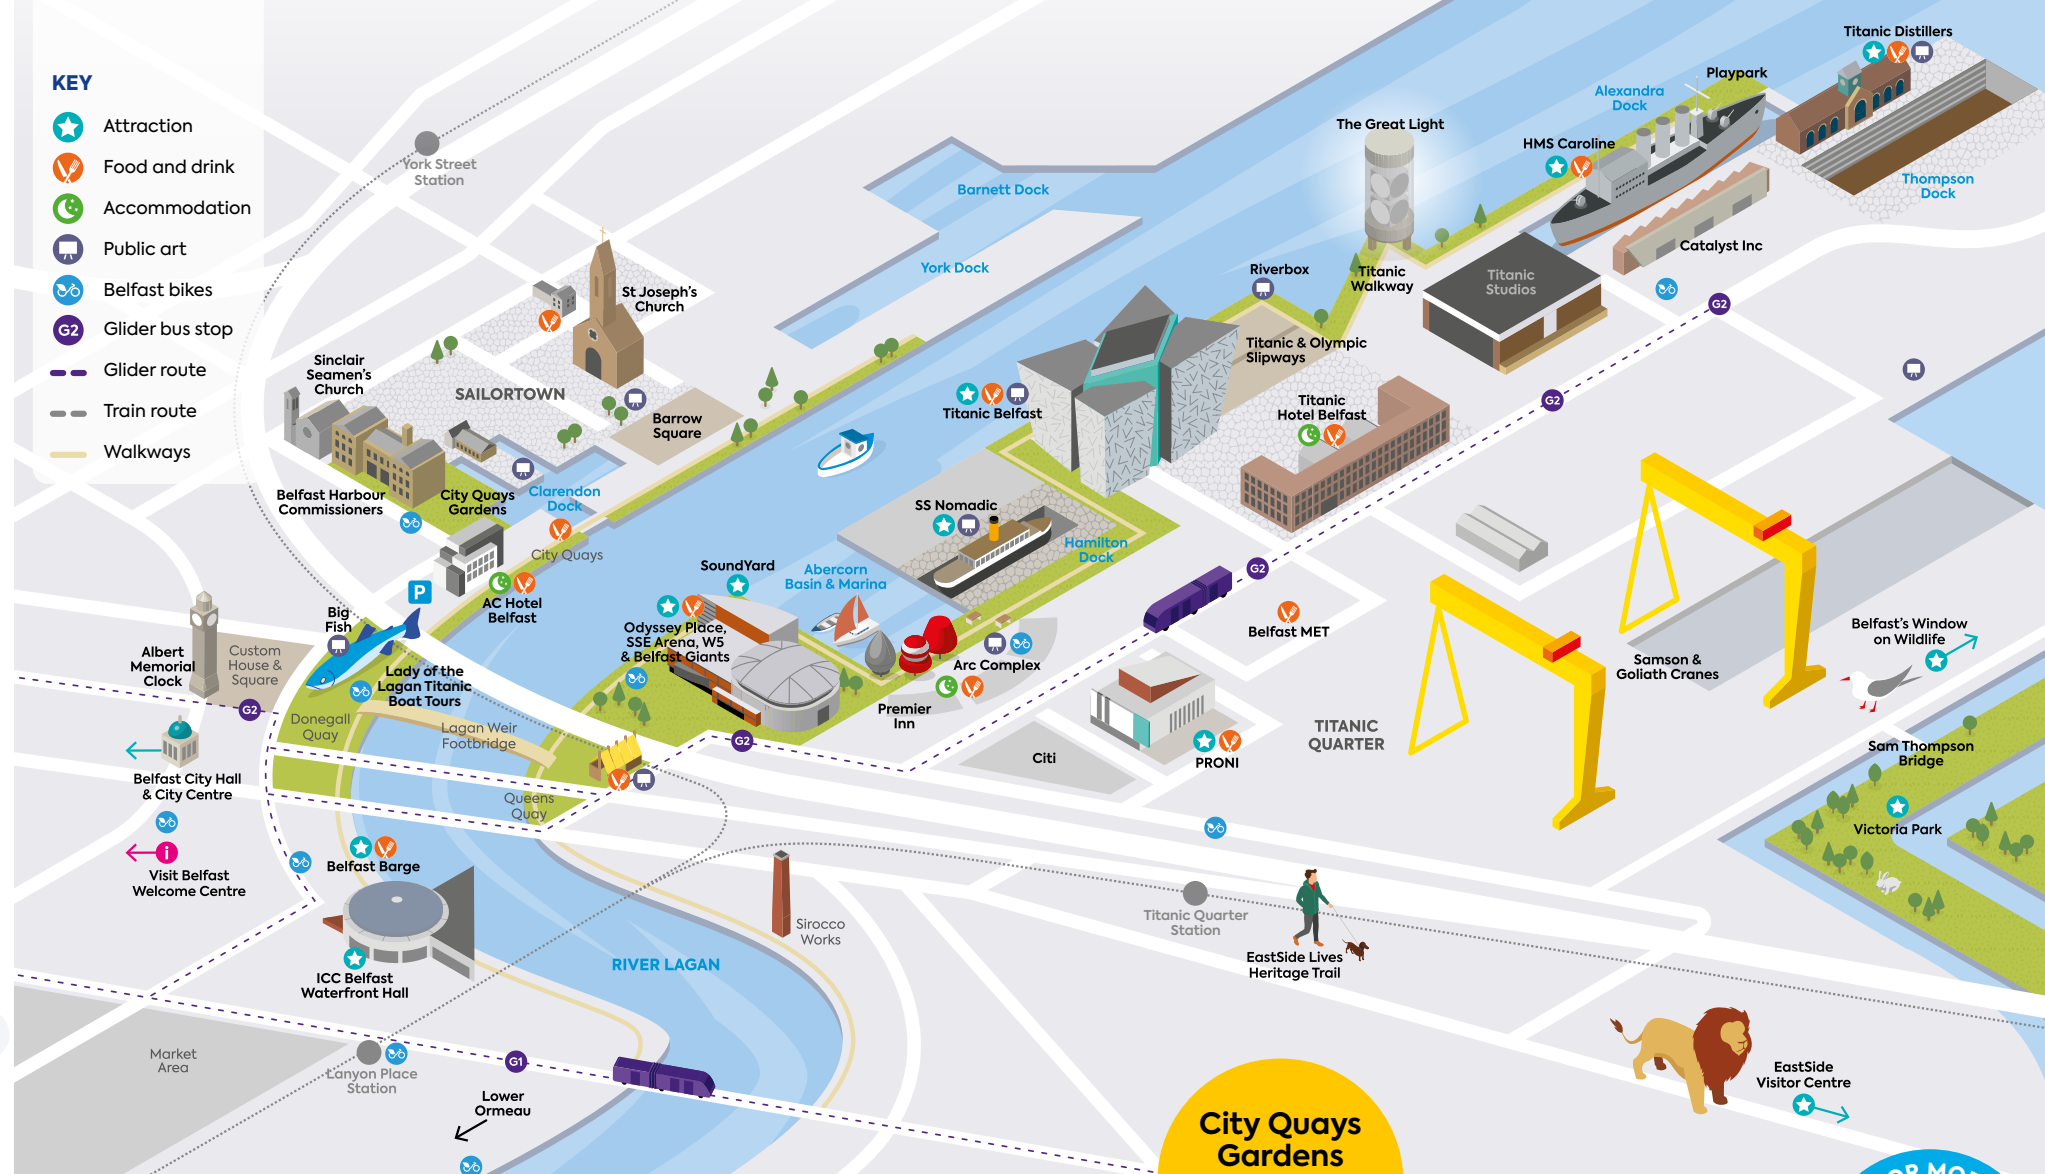 KEY
Attraction
Food and drink
Accommodation
Public art
Belfast bikes
G2 Glider bus stop
Glider route
Train route
Walkways
York Street
Station
Barnett Dock
York Dock
The Great Light
Alexandra
Dock
Playpark
Titanic Distillers
HMS Caroline
Thompson
Dock
Catalyst Inc
Riverbox
Titanic
Walkway
Titanic
Studios
G2
St Joseph's
Church
Sinclair
Seamen's
Church
SAILORTOWN
Barrow
Square
Titanic & Olympic
Slipways
Titanic Belfast
Titanic
Hotel Belfast
G2
Belfast Harbour
Commissioners
City Quays
Gardens
Clarendon
Dock
City Quays
SS Nomadic
Hamilton
Dock
G2
P
AC Hotel
Belfast
SoundYard
Abercorn
Basin & Marina
Odyssey Place,
SSE Arena, W5
& Belfast Giants
Arc Complex
Premier
Inn
Belfast MET
Big
Fish
Albert
Memorial
Clock
Custom
House &
Square
Lady of the
Lagan Titanic
Boat Tours
G2
Donegall
Quay
Lagan Weir
Footbridge
G2
Citi
PRONI
TITANIC
QUARTER
Samson &
Goliath Cranes
Belfast's Window
on Wildlife
Sam Thompson
Bridge
Victoria Park
Belfast City Hall
& City Centre
Queens
Quay
i
Visit Belfast
Welcome Centre
Belfast Barge
ICC Belfast
Waterfront Hall
RIVER LAGAN
Sirocco
Works
Titanic Quarter
Station
EastSide Lives
Heritage Trail
Market
Area
Lanyon Place
Station
G1
Lower
Ormeau
EastSide
Visitor Centre
City Quays
Gardens